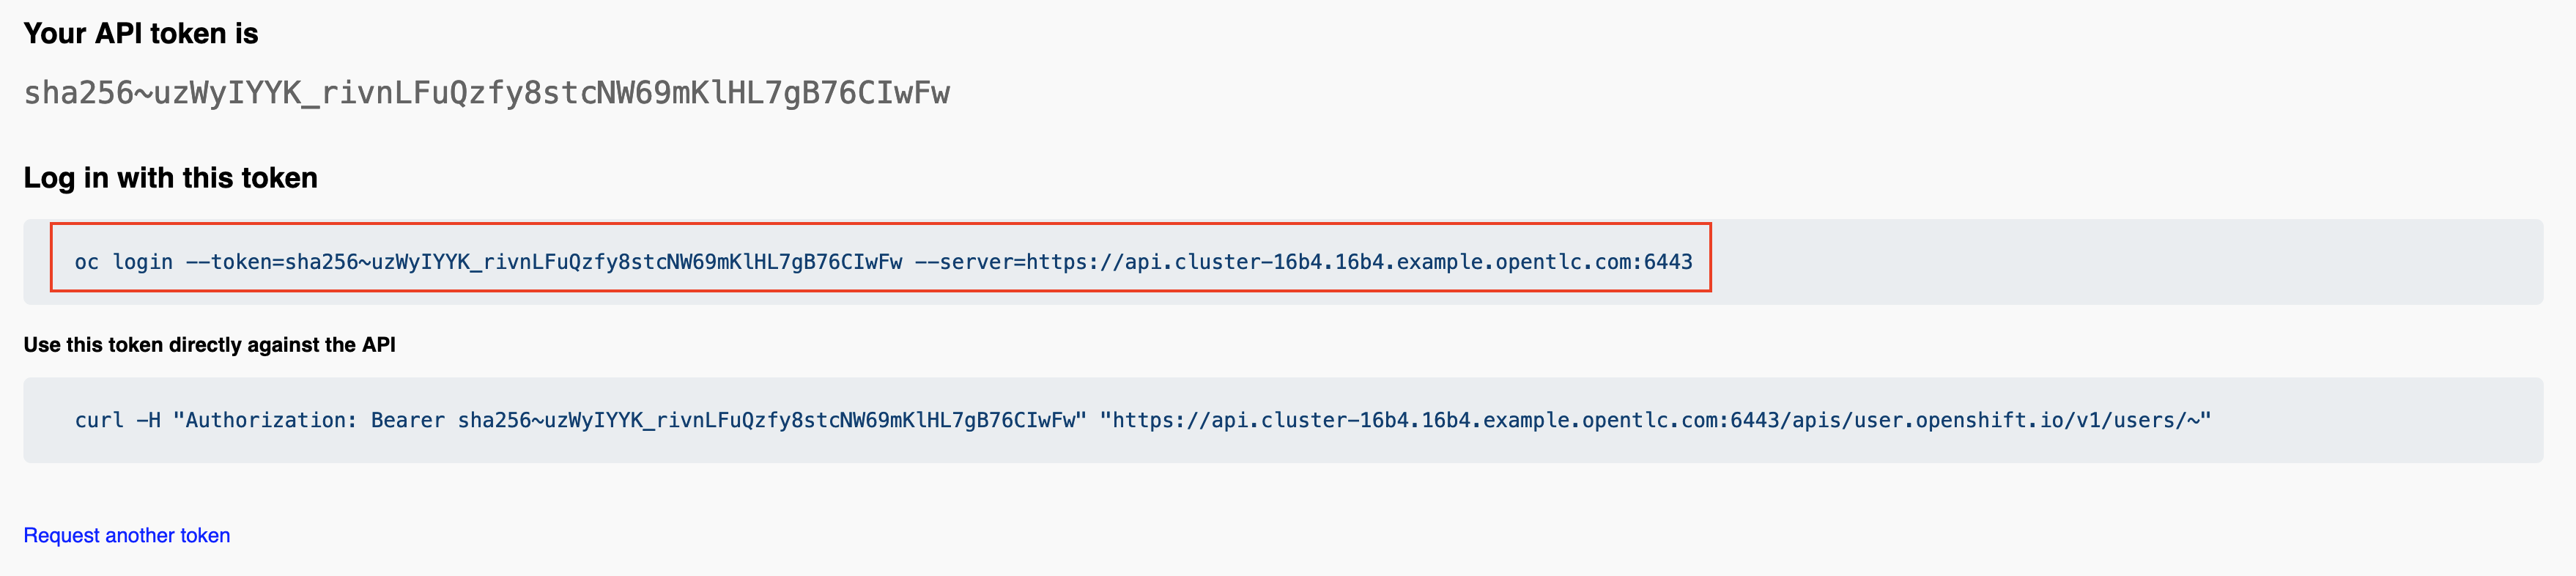 Your API token is
sha256~uzWyIYYK_rivnLFuQzfy8stcNW69mKlHL7gB76CIwFw
Log in with this token
oc login --token=sha256~uzWyIYYK_rivnLFuQzfy8stcNW69mKlHL7gB76CIwFw --server=https://api.cluster-16b4.16b4.example.opentlc.com:6443
Use this token directly against the API
curl -H "Authorization: Bearer sha256~uzWyIYYK_rivnLFuQzfy8stcNW69mKlHL7gB76CIwFw" "https://api.cluster-16b4.16b4.example.opentlc.com:6443/apis/user.openshift.io/v1/users/~"
Request another token